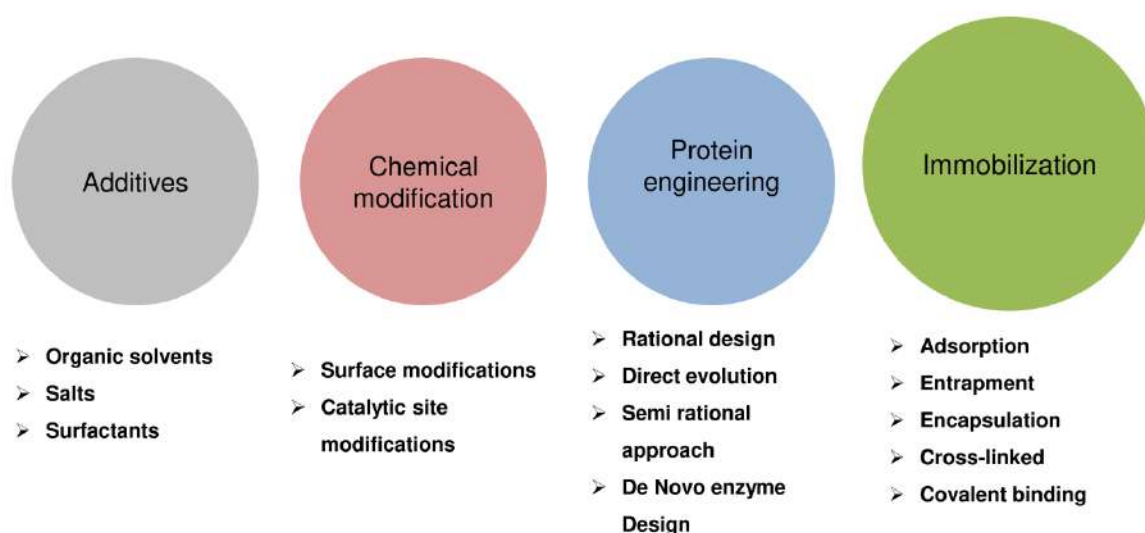 Additives
Chemical
modification
Protein
engineering
Immobilization
➢ Organic solvents
➢ Salts
➢ Surfactants
➢ Surface modifications
➢ Catalytic site
modifications
➢ Rational design
➢ Direct evolution
➢ Semi rational
approach
➢ De Novo enzyme
Design
➢ Adsorption
➢ Entrapment
➢ Encapsulation
➢ Cross-linked
➢ Covalent binding